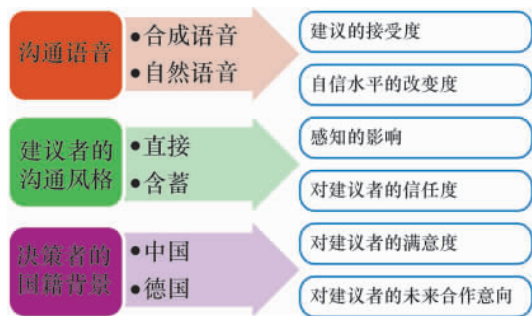 沟通语音
•合成语音
•自然语音
建议的接受度
自信水平的改变度
建议者的
沟通风格
•直接
•含蓄
感知的影响
对建议者的信任度
决策者的
国籍背景
•中国
•德国
对建议者的满意度
对建议者的未来合作意向